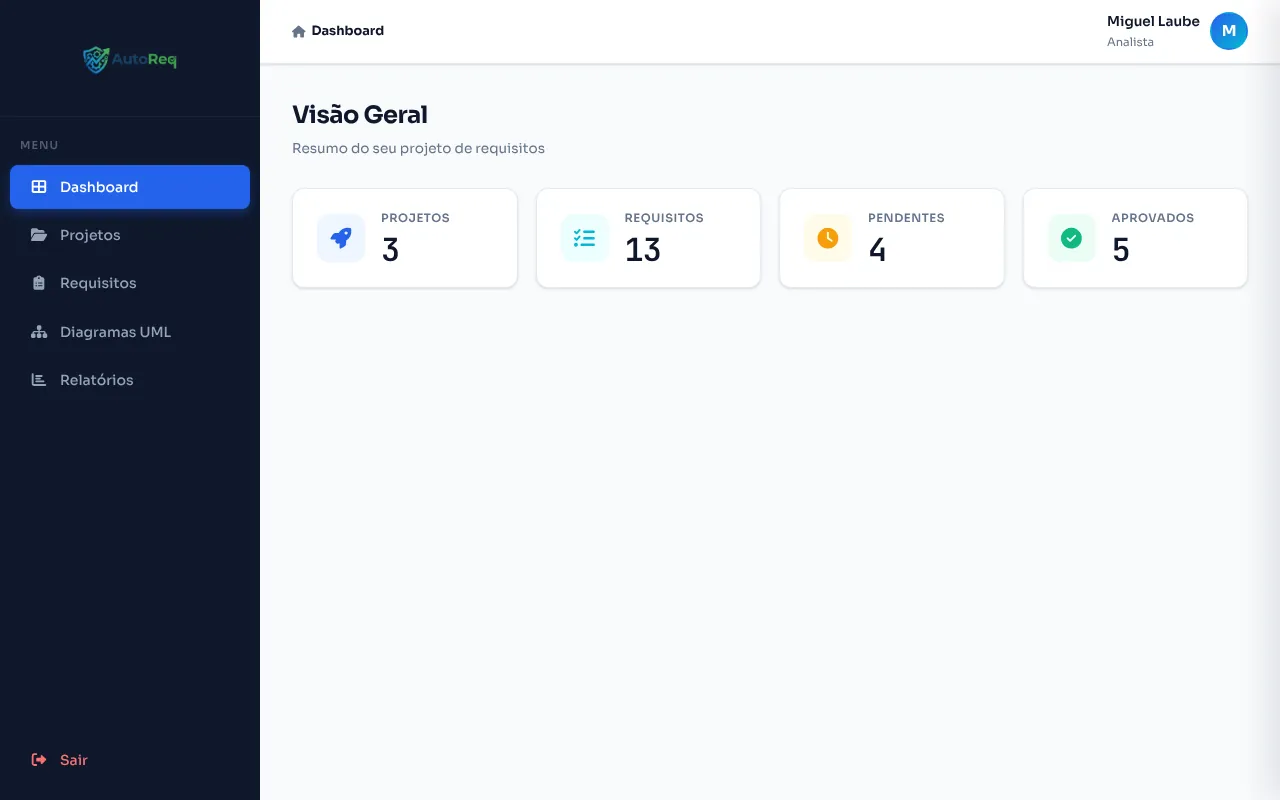 AutoReq
MENU
Dashboard
Projetos
Requisitos
Diagramas UML
Relatórios
Sair
Dashboard
Miguel Laube
Analista
M
Visão Geral
Resumo do seu projeto de requisitos
PROJETOS
3
REQUISITOS
13
PENDENTES
4
APROVADOS
5